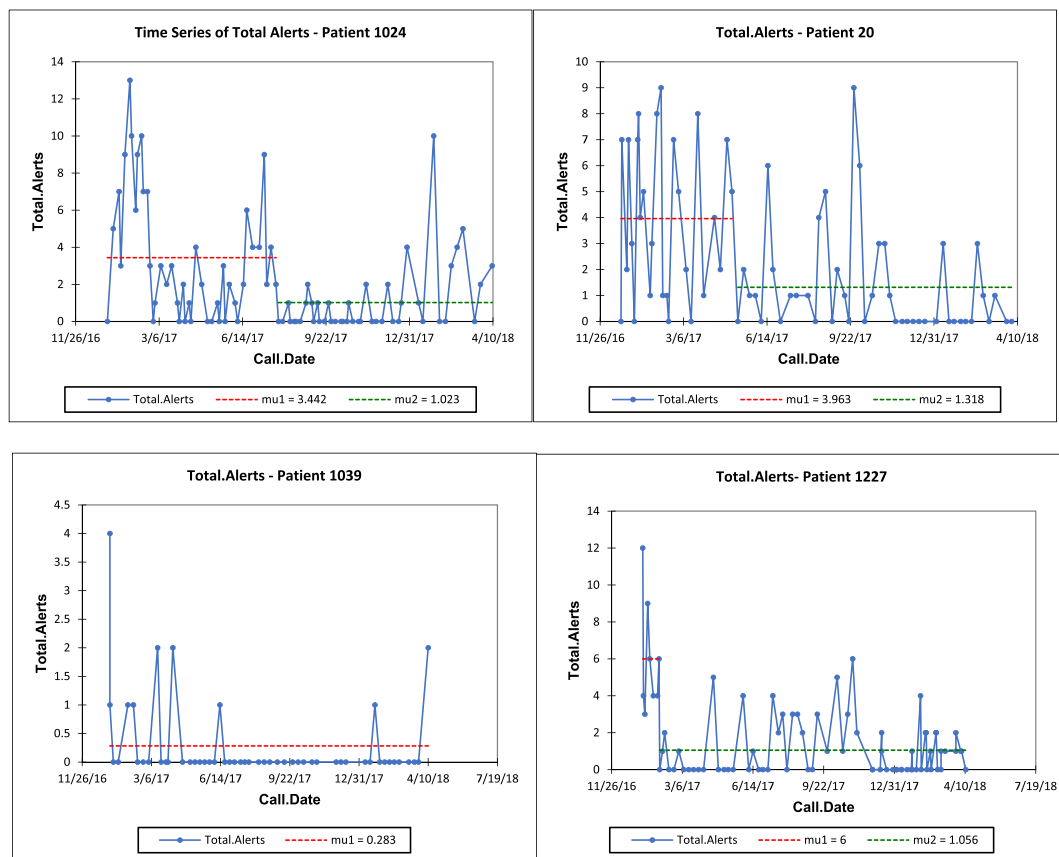 Time Series of Total Alerts - Patient 1024
14
12
10
8
6
4
2
0
Total.Alerts
11/26/16 3/6/17 6/14/17 9/22/17 12/31/17 4/10/18
Call.Date
Total.Alerts mu1 = 3.442 mu2 = 1.023
Total.Alerts - Patient 20
10
9
8
7
6
5
4
3
2
1
0
Total.Alerts
11/26/16 3/6/17 6/14/17 9/22/17 12/31/17 4/10/18
Call.Date
Total.Alerts mu1 = 3.963 mu2 = 1.318
Total.Alerts - Patient 1039
4.5
4
3.5
3
2.5
2
1.5
1
0.5
0
Total.Alerts
11/26/16 3/6/17 6/14/17 9/22/17 12/31/17 4/10/18 7/19/18
Call.Date
Total.Alerts mu1 = 0.283
Total.Alerts- Patient 1227
14
12
10
8
6
4
2
0
Total.Alerts
11/26/16 3/6/17 6/14/17 9/22/17 12/31/17 4/10/18 7/19/18
Call.Date
Total.Alerts mu1 = 6 mu2 = 1.056